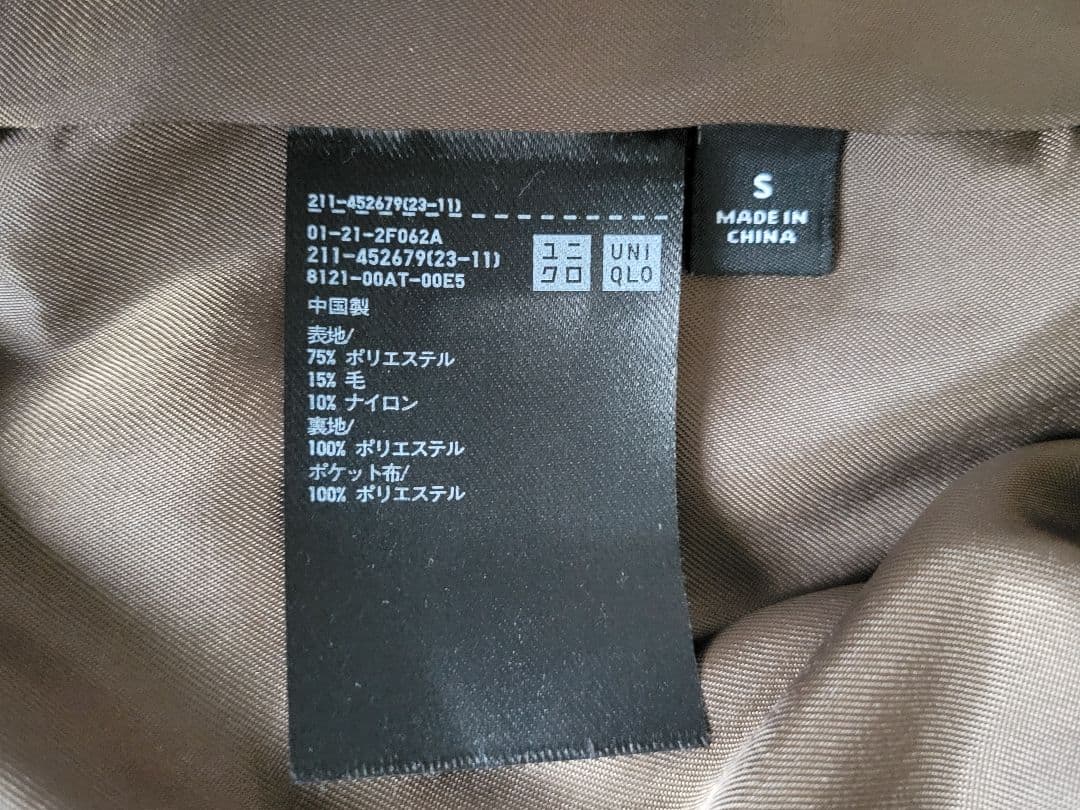 211-452679(23-11)
01-21-2F062A
211-452679(23-11)
8121-00AT-00E5
ユニ
クロ
UNI
QLO
中国製
表地/
75% ポリエステル
15% 毛
10% ナイロン
裏地/
100% ポリエステル
ポケット布/
100% ポリエステル
S
MADE IN
CHINA